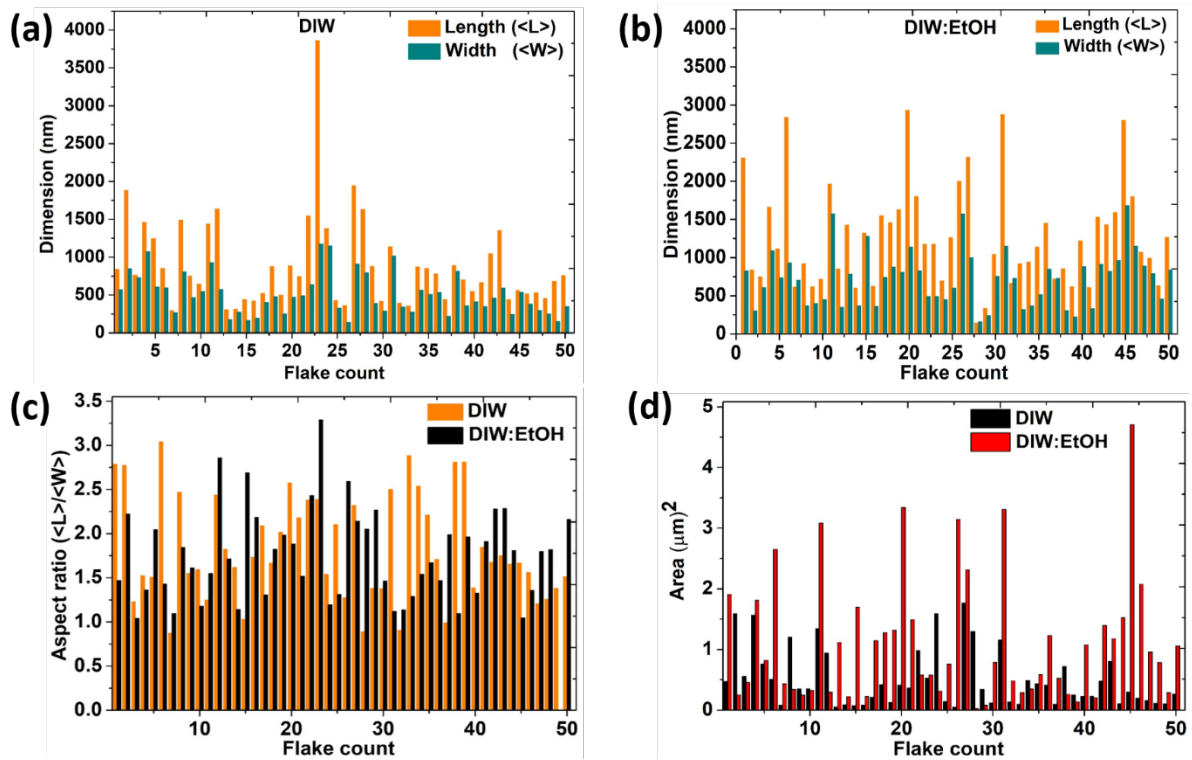 (a)
DIW
Length (<L>)
Width (<W>)
Dimension (nm)
4000
3500
3000
2500
2000
1500
1000
500
0
5 10 15 20 25 30 35 40 45 50
Flake count
(b)
DIW:EtOH
Length (<L>)
Width (<W>)
Dimension (nm)
4000
3500
3000
2500
2000
1500
1000
500
0
0 5 10 15 20 25 30 35 40 45 50
Flake count
(c)
DIW
DIW:EtOH
Aspect ratio (<L>/<W>)
3.5
3.0
2.5
2.0
1.5
1.0
0.5
0.0
10 20 30 40 50
Flake count
(d)
DIW
DIW:EtOH
Area (μm)2
5
4
3
2
1
0
10 20 30 40 50
Flake count